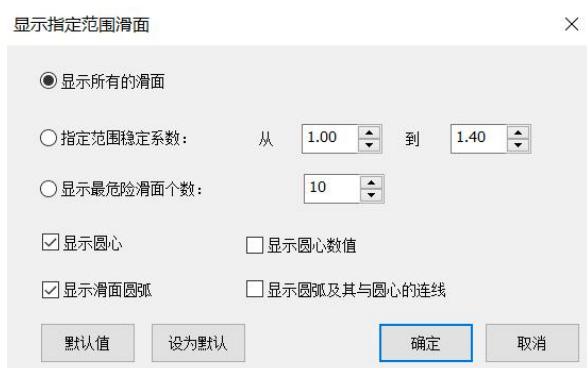 显示指定范围滑面
显示所有的滑面
指定范围稳定系数： 从 1.00 到 1.40
显示最危险滑面个数： 10
显示圆心 显示圆心数值
显示滑面圆弧 显示圆弧及其与圆心的连线
默认值 设为默认 确定 取消